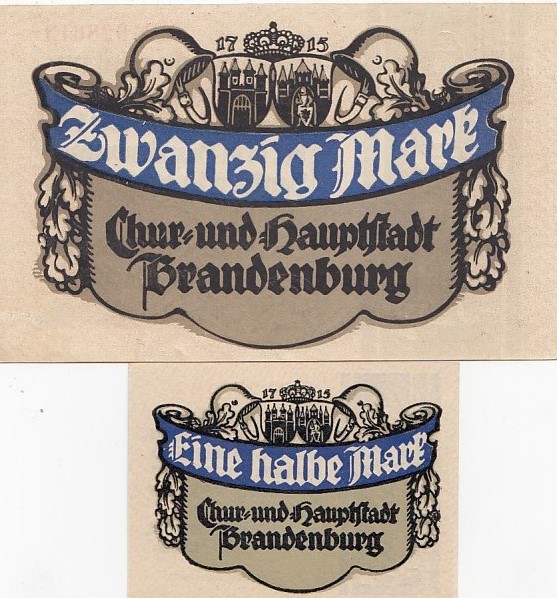 1715
Zwanzig Mark
Chur- und Hauptstadt
Brandenburg
1715
Eine halbe Mark
Chur- und Hauptstadt
Brandenburg